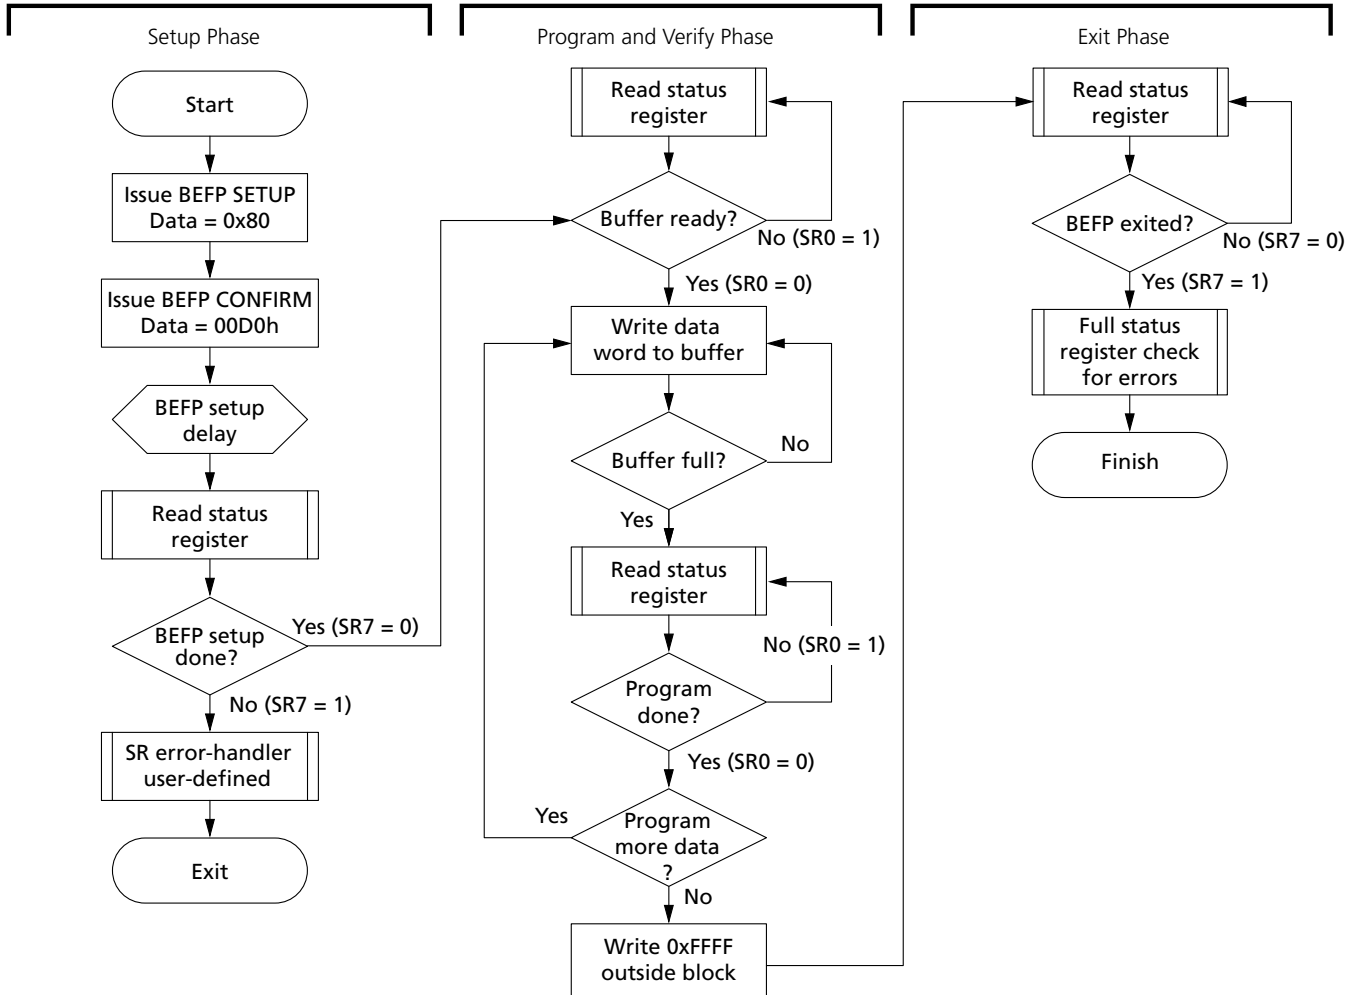 Setup Phase
Start
Issue BEFP SETUP
Data = 0x80
Issue BEFP CONFIRM
Data = 00D0h
BEFP setup
delay
Read status
register
BEFP setup
done?
Yes (SR7 = 0)
No (SR7 = 1)
SR error-handler
user-defined
Exit
Program and Verify Phase
Read status
register
Buffer ready?
No (SR0 = 1)
Yes (SR0 = 0)
Write data
word to buffer
Buffer full?
No
Yes
Read status
register
No (SR0 = 1)
Program
done?
Yes (SR0 = 0)
Yes
Program
more data
?
No
Write 0xFFFF
outside block
Exit Phase
Read status
register
BEFP exited?
No (SR7 = 0)
Yes (SR7 = 1)
Full status
register check
for errors
Finish